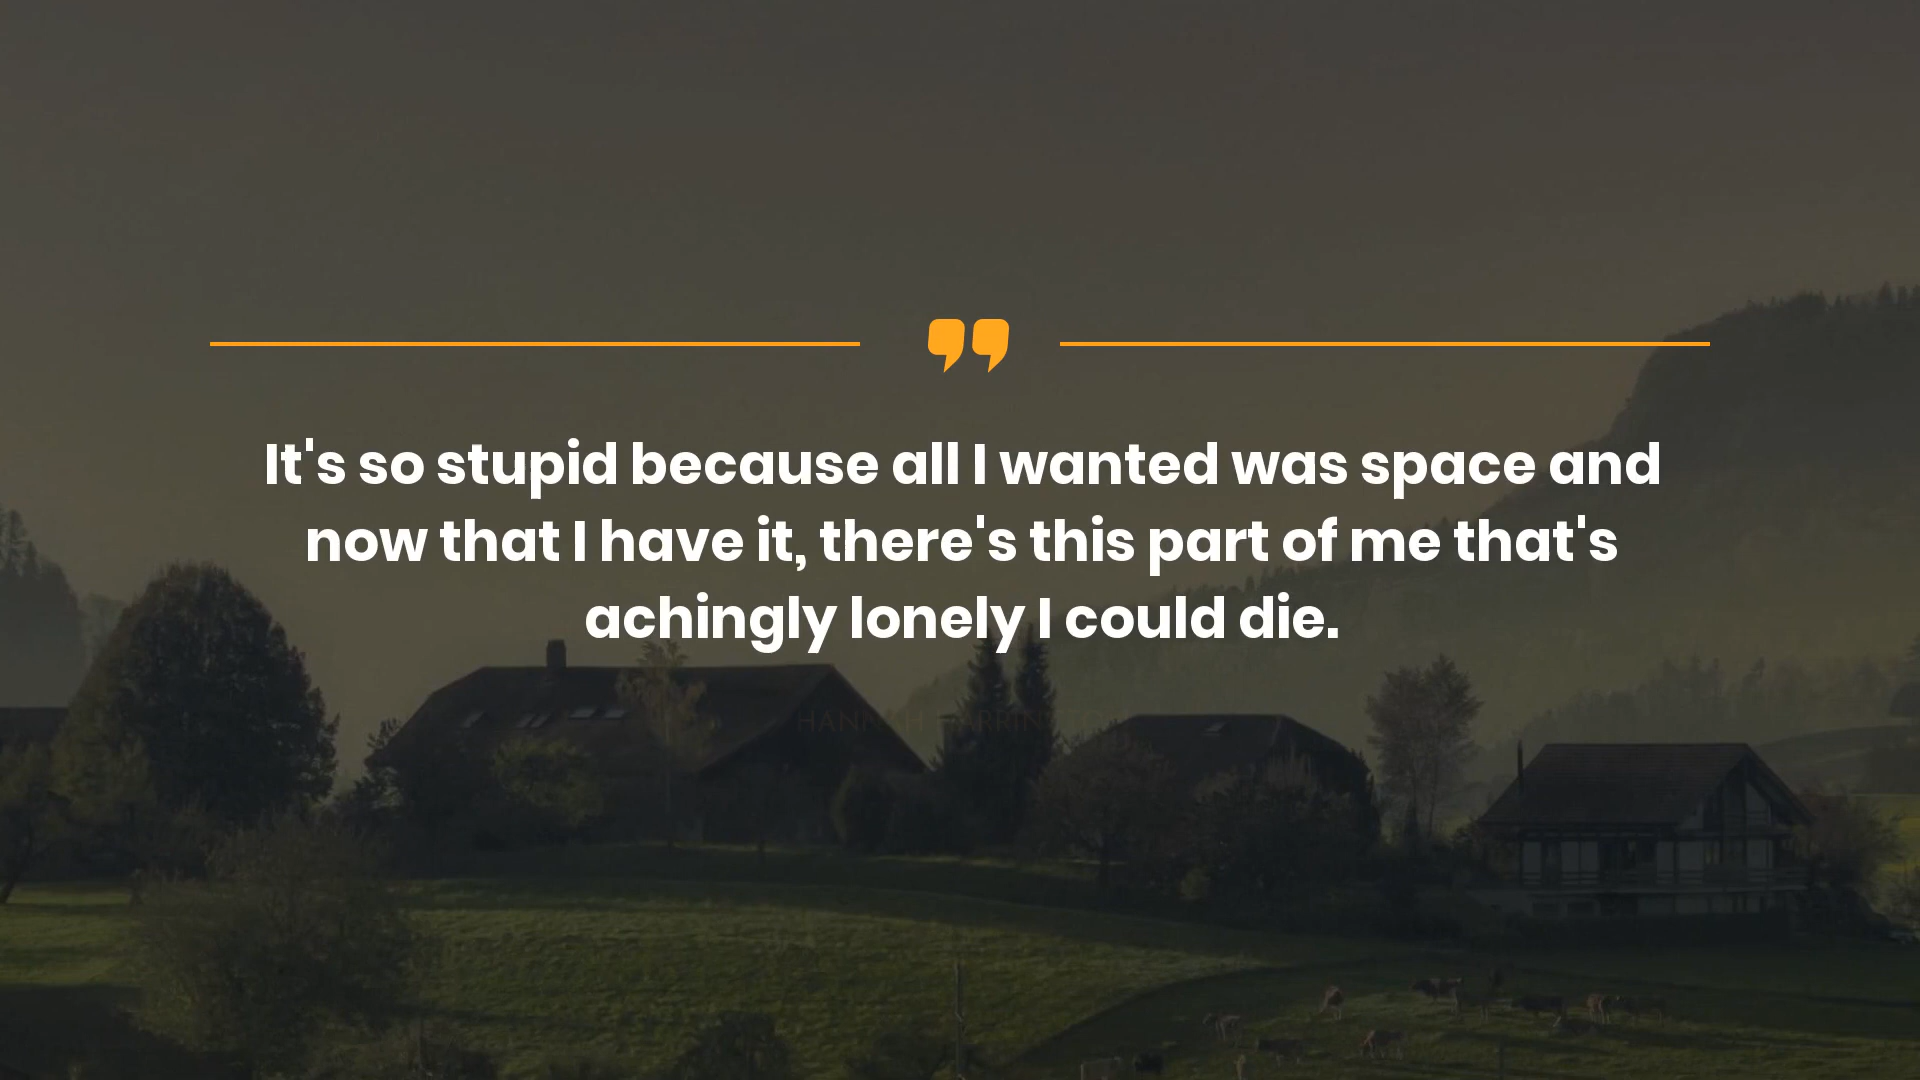 It's so stupid because all I wanted was space and
now that I have it, there's this part of me that's
achingly lonely I could die.